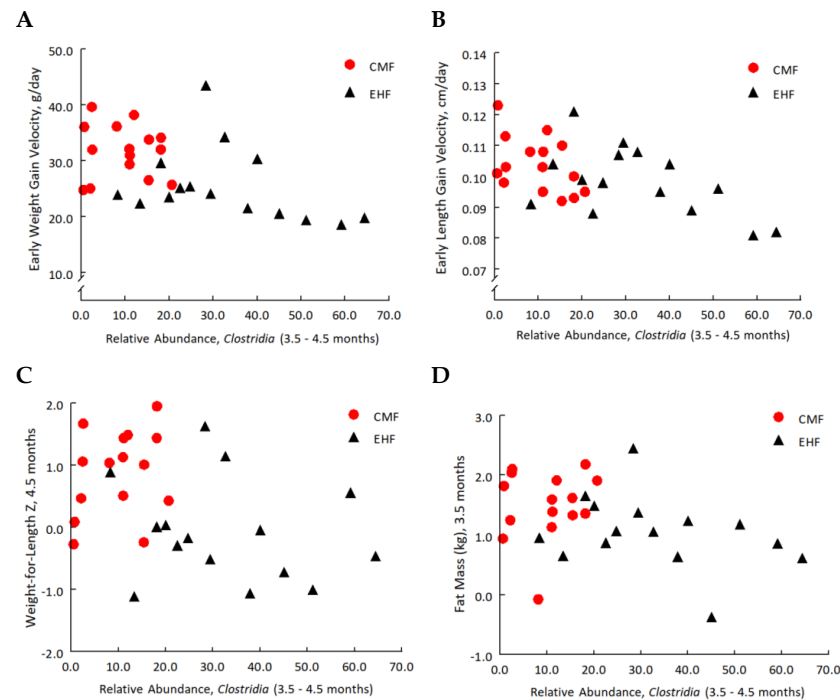 A
Early Weight Gain Velocity, g/day
50.0
40.0
30.0
20.0
10.0
0.0 10.0 20.0 30.0 40.0 50.0 60.0 70.0
Relative Abundance, Clostridia (3.5 - 4.5 months)
CMF
EHF
B
Early Length Gain Velocity, cm/day
0.14
0.13
0.12
0.11
0.10
0.09
0.08
0.07
0.0 10.0 20.0 30.0 40.0 50.0 60.0 70.0
Relative Abundance, Clostridia (3.5 - 4.5 months)
CMF
EHF
C
Weight-for-Length Z, 4.5 months
2.0
1.0
0.0
-1.0
-2.0
0.0 10.0 20.0 30.0 40.0 50.0 60.0 70.0
Relative Abundance, Clostridia (3.5 - 4.5 months)
CMF
EHF
D
Fat Mass (kg), 3.5 months
3.0
2.0
1.0
0.0
-1.0
0.0 10.0 20.0 30.0 40.0 50.0 60.0 70.0
Relative Abundance, Clostridia (3.5 - 4.5 months)
CMF
EHF